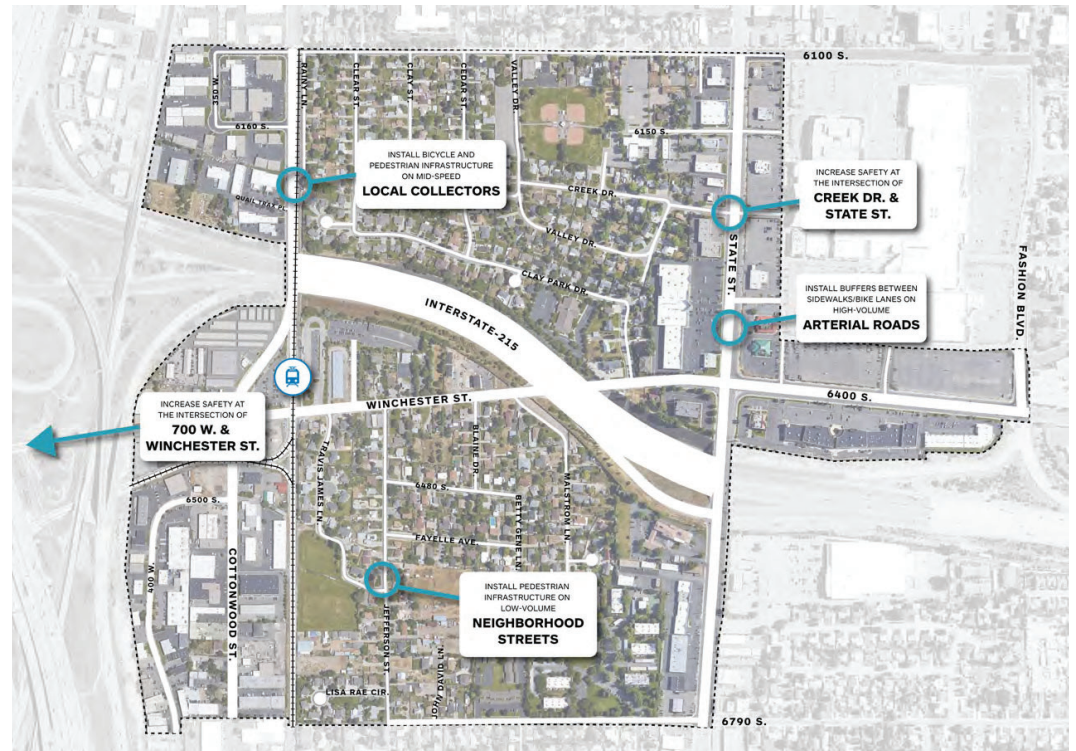 6100 S.
RAINY LN.
CLEAR ST.
CLAY ST.
CEDAR ST.
VALLEY DR.
350 W
6160 S.
6150 S.
INSTALL BICYCLE AND
PEDESTRIAN INFRASTRUCTURE
ON MID-SPEED
LOCAL COLLECTORS
INCREASE SAFETY AT
THE INTERSECTION OF
CREEK DR. &
STATE ST.
CREEK DR.
QUAIL TRAX PL.
VALLEY DR.
STATE ST.
CLAY PARK DR.
FASHION BLVD.
INSTALL BUFFERS BETWEEN
SIDEWALKS/BIKE LANES ON
HIGH-VOLUME
ARTERIAL ROADS
INTERSTATE-215
INCREASE SAFETY AT
THE INTERSECTION OF
700 W. &
WINCHESTER ST.
WINCHESTER ST.
6400 S.
TRAVIS JAMES LN.
BLAINE DR.
MALSTROM LN.
6480 S.
BETTY GENE LN.
6500 S.
FAYELLE AVE.
400 W.
COTTONWOOD ST.
INSTALL PEDESTRIAN
INFRASTRUCTURE ON
LOW-VOLUME
NEIGHBORHOOD
STREETS
JEFFERSON ST
JOHN DAVID LN.
LISA RAE CIR.
6790 S.